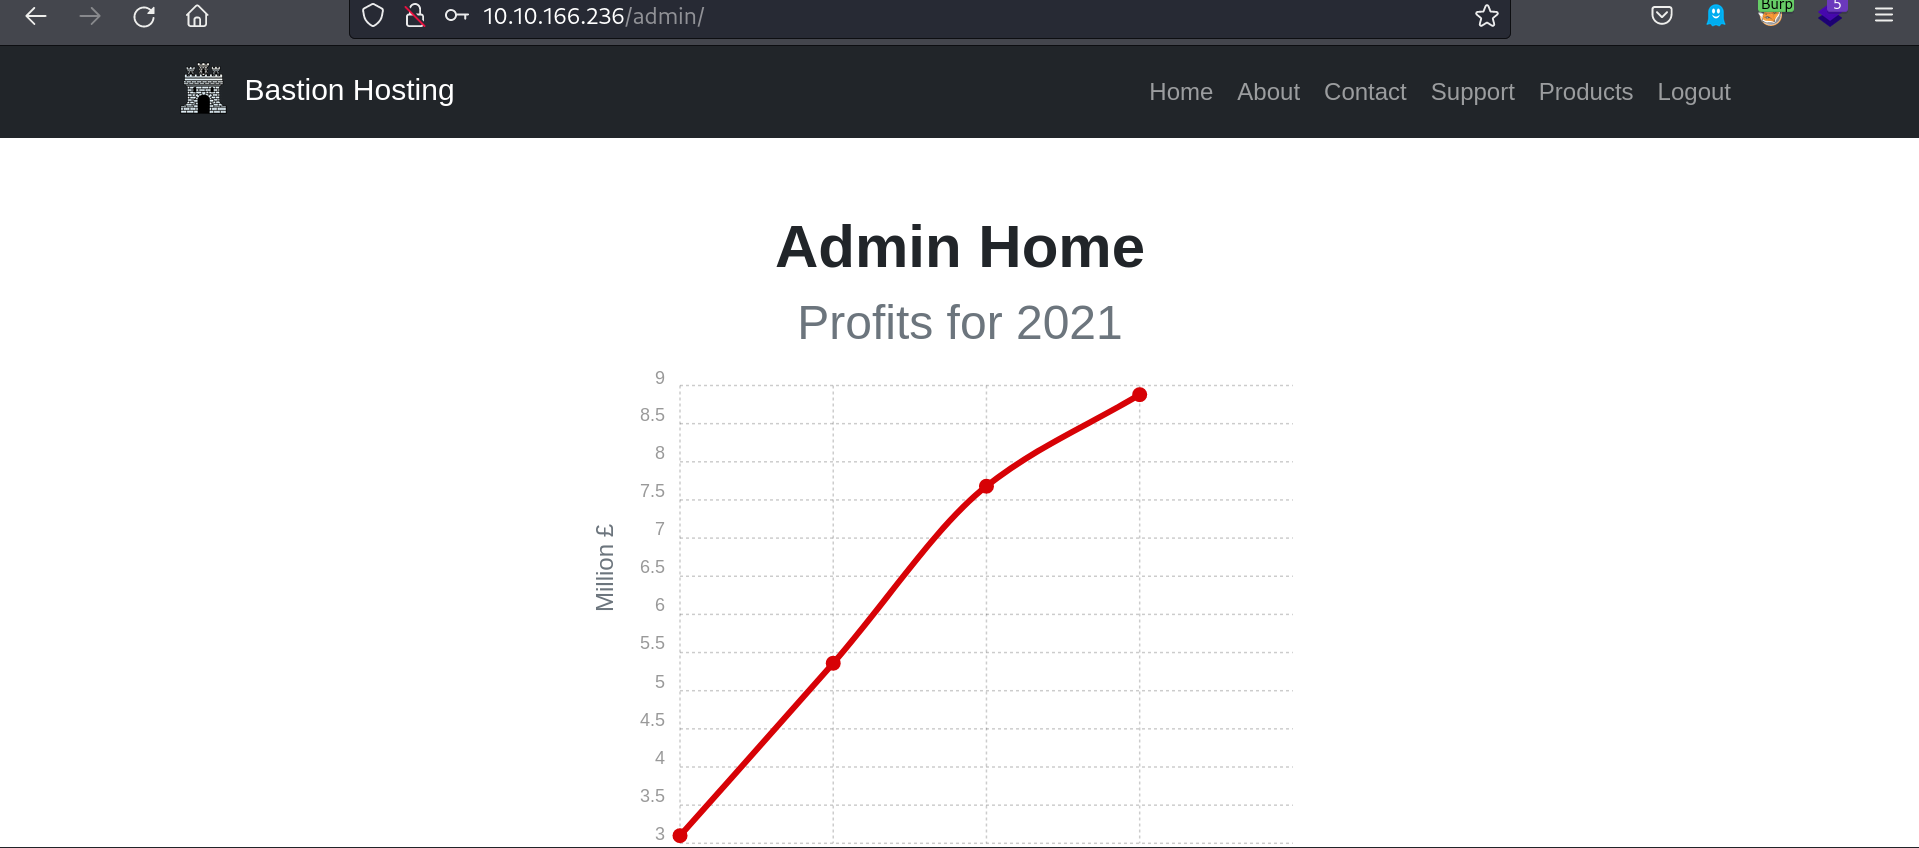 10.10.166.236/admin/
Burp
5
Bastion Hosting
Home About Contact Support Products Logout
Admin Home
Profits for 2021
9
8.5
8
7.5
7
6.5
6
5.5
5
4.5
4
3.5
3
Million £